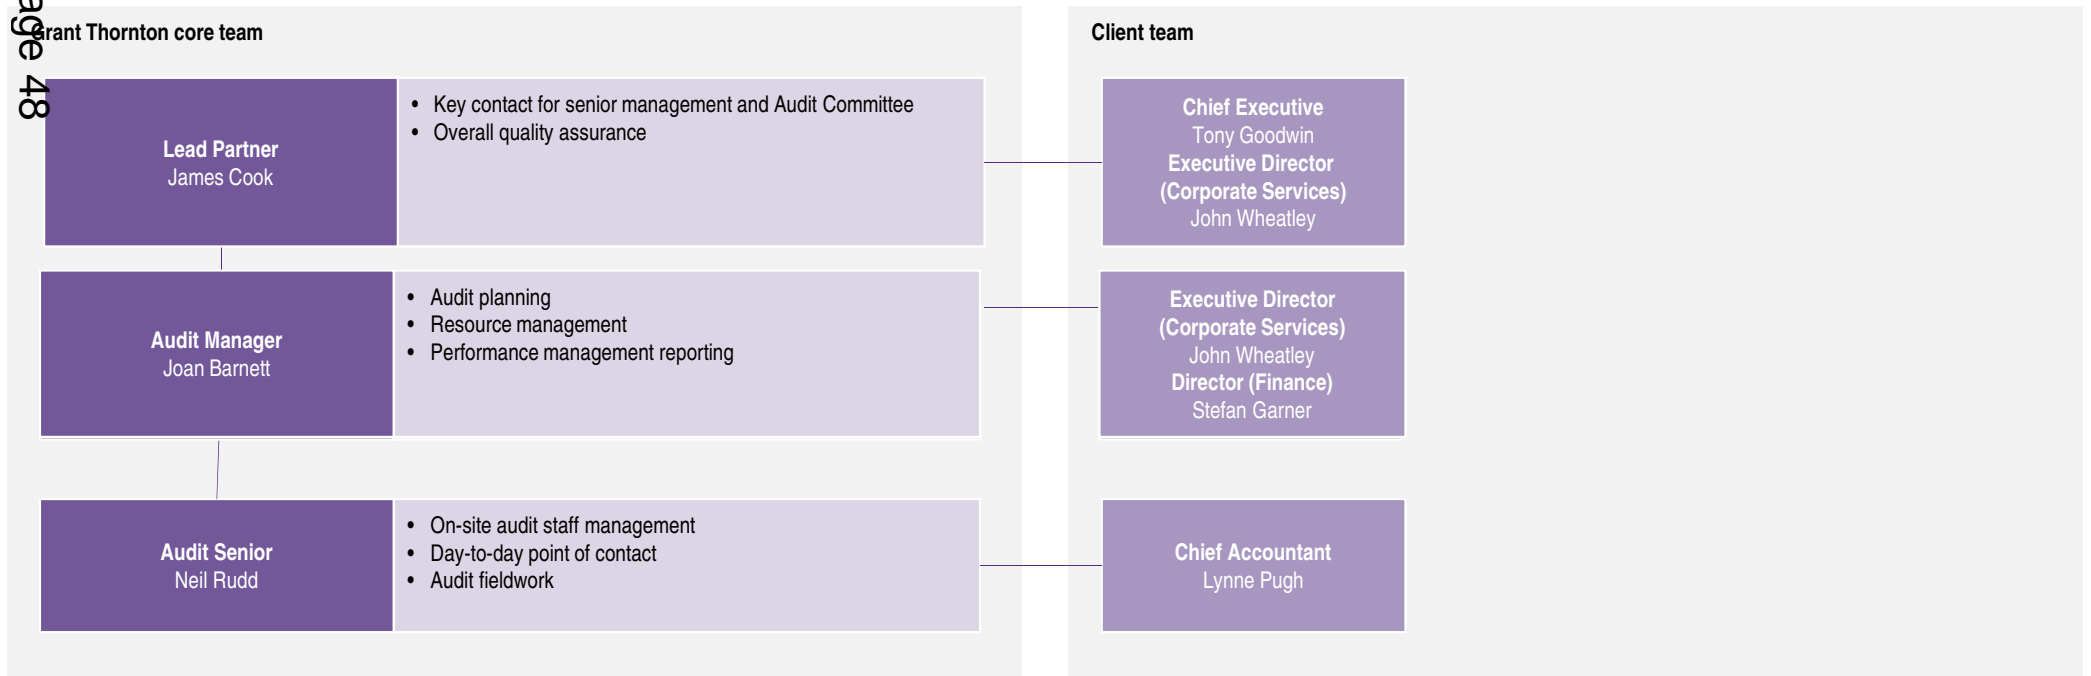 age 48
Grant Thornton core team
Client team
Lead Partner
James Cook
• Key contact for senior management and Audit Committee
• Overall quality assurance
Chief Executive
Tony Goodwin
Executive Director
(Corporate Services)
John Wheatley
Audit Manager
Joan Barnett
• Audit planning
• Resource management
• Performance management reporting
Executive Director
(Corporate Services)
John Wheatley
Director (Finance)
Stefan Garner
Audit Senior
Neil Rudd
• On-site audit staff management
• Day-to-day point of contact
• Audit fieldwork
Chief Accountant
Lynne Pugh